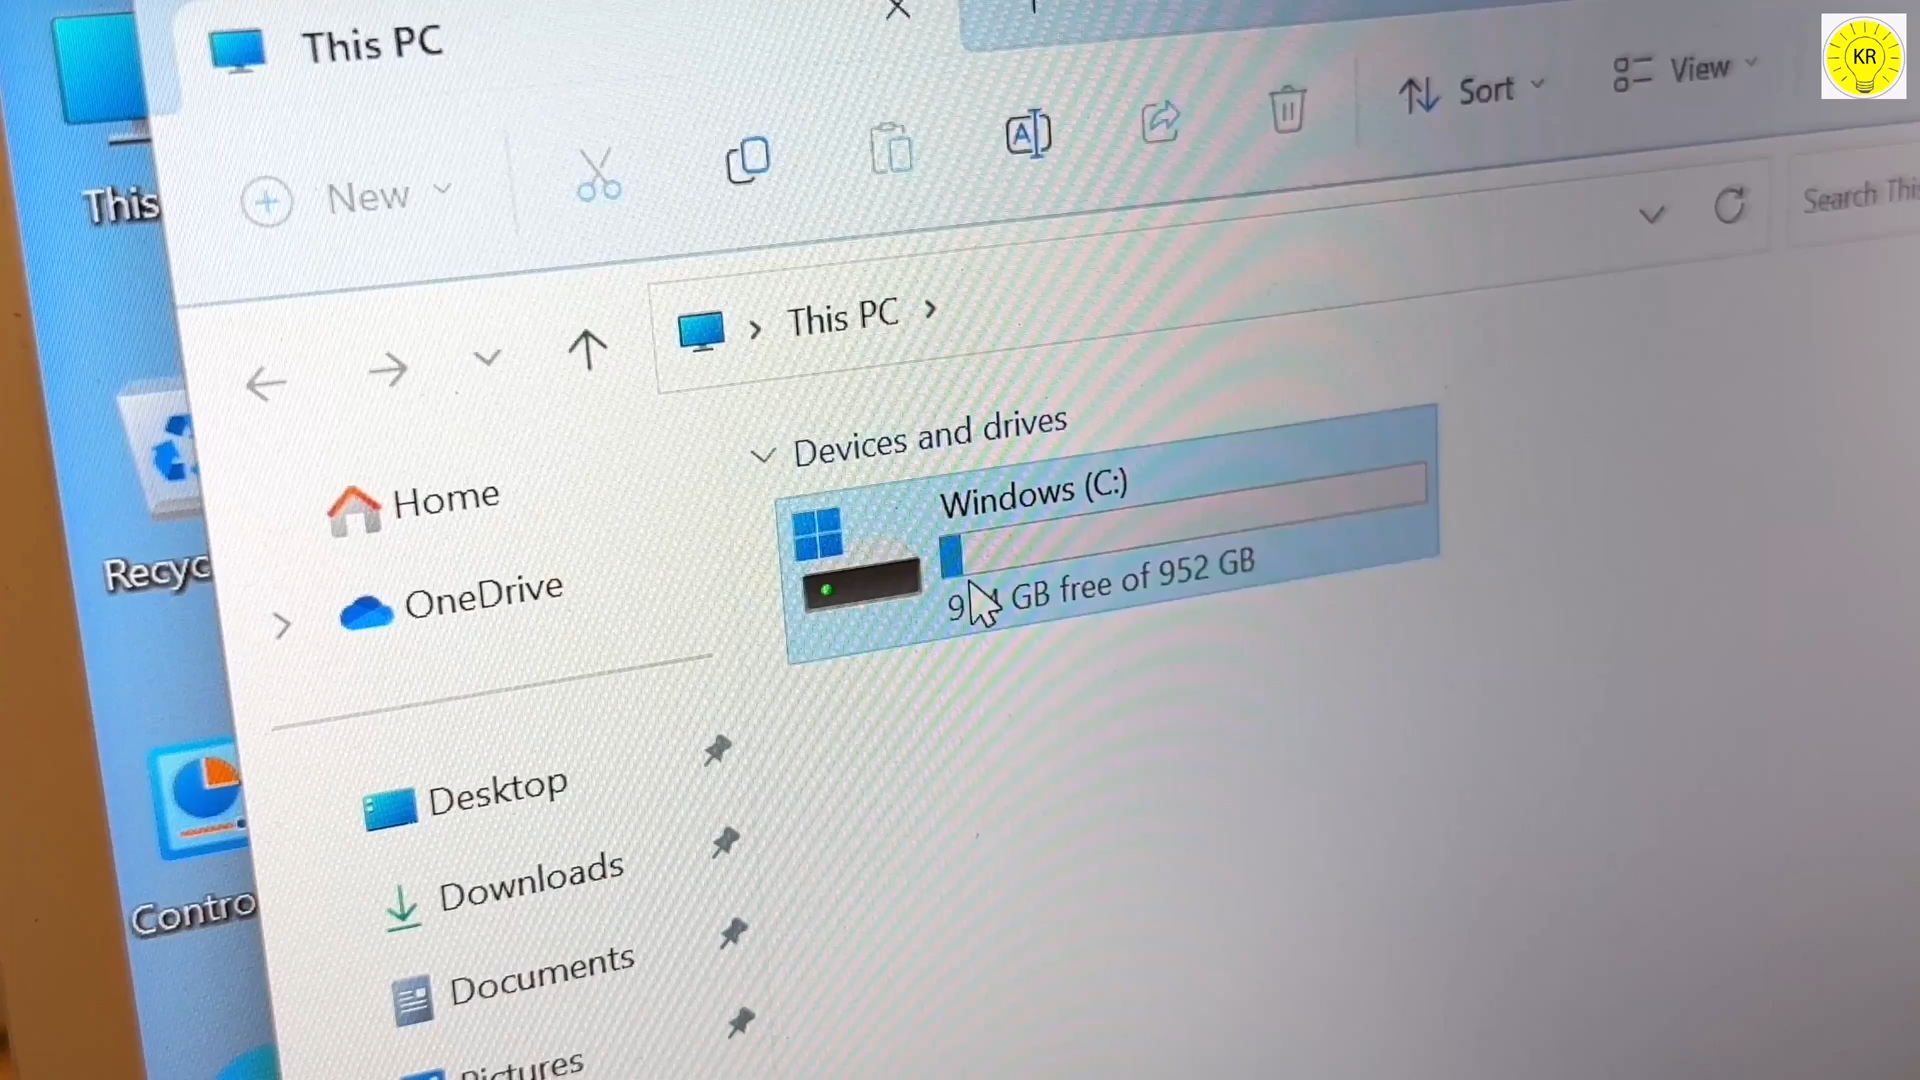 This PC
KR
New
Sort
View
This
This PC
Search
Devices and drives
Windows (C:)
GB free of 952 GB
Home
OneDrive
Desktop
Downloads
Documents
Pictures